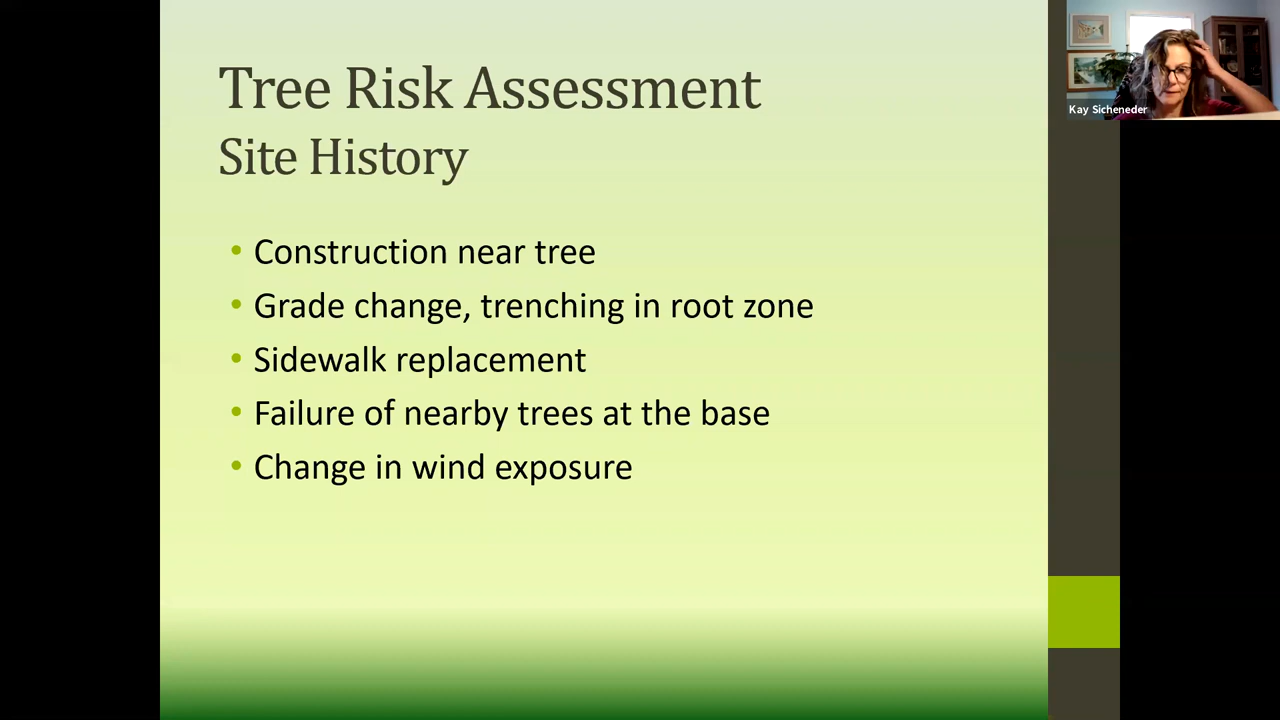 Tree Risk Assessment
Site History
• Construction near tree
• Grade change, trenching in root zone
• Sidewalk replacement
• Failure of nearby trees at the base
• Change in wind exposure
Kay Sicheneder